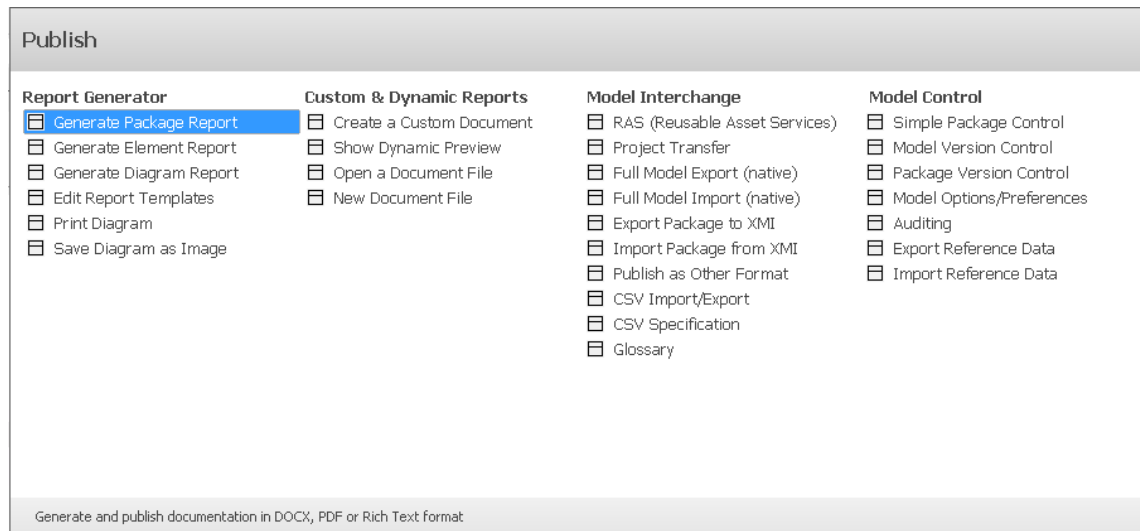 Publish
Report Generator
Generate Package Report
Generate Element Report
Generate Diagram Report
Edit Report Templates
Print Diagram
Save Diagram as Image
Custom & Dynamic Reports
Create a Custom Document
Show Dynamic Preview
Open a Document File
New Document File
Model Interchange
RAS (Reusable Asset Services)
Project Transfer
Full Model Export (native)
Full Model Import (native)
Export Package to XMI
Import Package from XMI
Publish as Other Format
CSV Import/Export
CSV Specification
Glossary
Model Control
Simple Package Control
Model Version Control
Package Version Control
Model Options/Preferences
Auditing
Export Reference Data
Import Reference Data
Generate and publish documentation in DOCX, PDF or Rich Text format